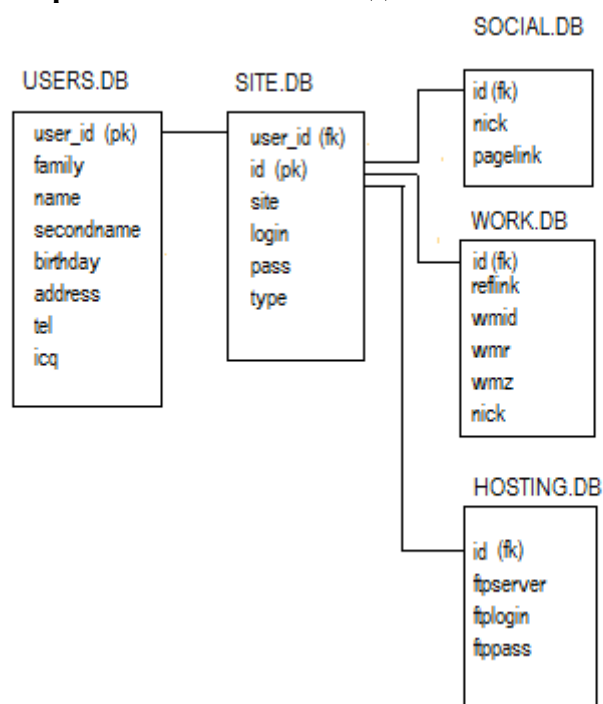 USERS.DB
user_id (pk)
family
name
secondname
birthday
address
tel
icq
SITE.DB
user_id (fk)
id (pk)
site
login
pass
type
SOCIAL.DB
id (fk)
nick
pagelink
WORK.DB
id (fk)
reflink
wmid
wmr
wmz
nick
HOSTING.DB
id (fk)
ftpserver
ftplogin
ftppass